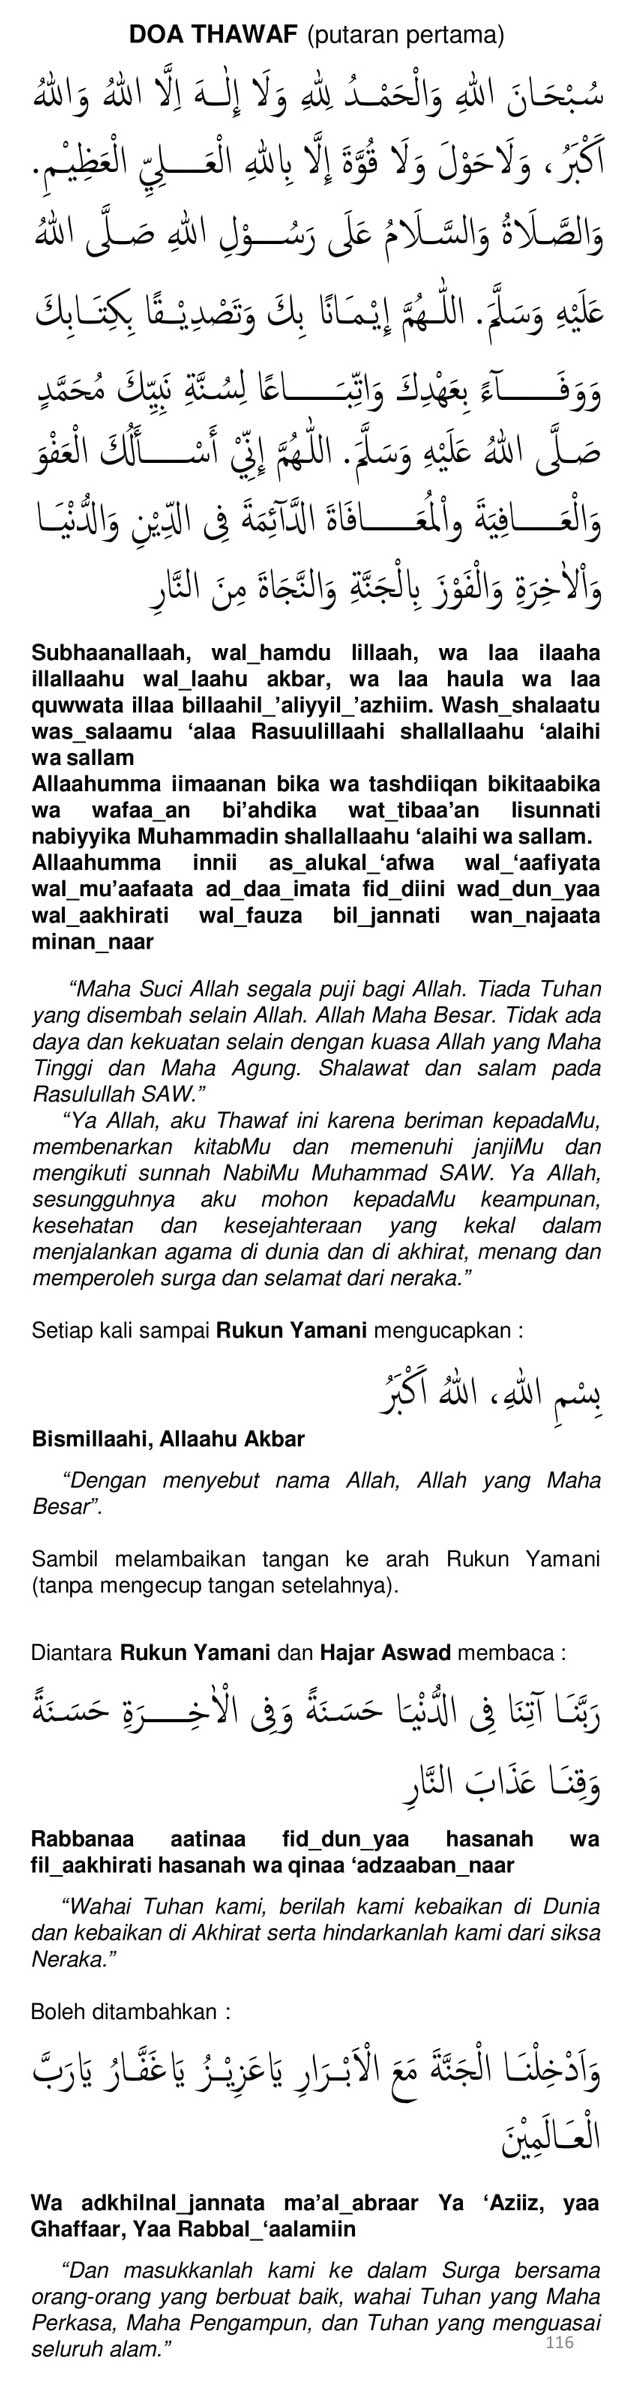 DOA THAWAF (putaran pertama)
سُبْحَانَ اللهِ وَالْحَمْدُ لِلهِ وَلَا إِلٰهَ إِلَّا اللهُ وَاللهُ
أَكْبَرُ، وَلَاحَوْلَ وَلَا قُوَّةَ إِلَّا بِاللهِ الْعَلِيِّ الْعَظِيْمِ.
وَالصَّلَاةُ وَالسَّلَامُ عَلَى رَسُوْلِ اللهِ صَلَّى اللهُ
عَلَيْهِ وَسَلَّمَ. اللَّهُمَّ إِيْمَانًا بِكَ وَتَصْدِيْقًا بِكِتَابِكَ
وَوَفَآءً بِعَهْدِكَ وَاتِّبَاعًا لِسُنَّةِ نَبِيِّكَ مُحَمَّدٍ
صَلَّى اللهُ عَلَيْهِ وَسَلَّمَ. اللَّهُمَّ إِنِّيْ أَسْأَلُكَ الْعَفْوَ
وَالْعَافِيَةَ والْمُعَافَاةَ الدَّآئِمَةَ فِى الدِّيْنِ وَالدُّنْيَا
وَالْاٰخِرَةِ وَالْفَوْزَ بِالْجَنَّةِ وَالنَّجَاةَ مِنَ النَّارِ
Subhaanallaah, wal_hamdu lillaah, wa laa ilaaha
illallaahu wal_laahu akbar, wa laa haula wa laa
quwwata illaa billaahil_’aliyyil_’azhiim. Wash_shalaatu
was_salaamu ‘alaa Rasuulillaahi shallallaahu ‘alaihi
wa sallam
Allaahumma iimaanan bika wa tashdiiqan bikitaabika
wa wafaa_an bi’ahdika wat_tibaa’an lisunnati
nabiyyika Muhammadin shallallaahu ‘alaihi wa sallam.
Allaahumma innii as_alukal_‘afwa wal_‘aafiyata
wal_mu’aafaata ad_daa_imata fid_diini wad_dun_yaa
wal_aakhirati wal_fauza bil_jannati wan_najaata
minan_naar
“Maha Suci Allah segala puji bagi Allah. Tiada Tuhan
yang disembah selain Allah. Allah Maha Besar. Tidak ada
daya dan kekuatan selain dengan kuasa Allah yang Maha
Tinggi dan Maha Agung. Shalawat dan salam pada
Rasulullah SAW.”
“Ya Allah, aku Thawaf ini karena beriman kepadaMu,
membenarkan kitabMu dan memenuhi janjiMu dan
mengikuti sunnah NabiMu Muhammad SAW. Ya Allah,
sesungguhnya aku mohon kepadaMu keampunan,
kesehatan dan kesejahteraan yang kekal dalam
menjalankan agama di dunia dan di akhirat, menang dan
memperoleh surga dan selamat dari neraka.”
Setiap kali sampai Rukun Yamani mengucapkan :
بِسْمِ اللهِ، اللهُ أَكْبَرُ
Bismillaahi, Allaahu Akbar
“Dengan menyebut nama Allah, Allah yang Maha
Besar”.
Sambil melambaikan tangan ke arah Rukun Yamani
(tanpa mengecup tangan setelahnya).
Diantara Rukun Yamani dan Hajar Aswad membaca :
رَبَّنَا آتِنَا فِى الدُّنْيَا حَسَنَةً وَفِى الْاٰخِرَةِ حَسَنَةً
وَقِنَا عَذَابَ النَّارِ
Rabbanaa aatinaa fid_dun_yaa hasanah wa
fil_aakhirati hasanah wa qinaa ‘adzaaban_naar
“Wahai Tuhan kami, berilah kami kebaikan di Dunia
dan kebaikan di Akhirat serta hindarkanlah kami dari siksa
Neraka.”
Boleh ditambahkan :
وَأَدْخِلْنَا الْجَنَّةَ مَعَ الْأَبْرَارِ يَاعَزِيْزُ يَاغَفَّارُ يَارَبَّ
الْعَالَمِيْنَ
Wa adkhilnal_jannata ma’al_abraar Ya ‘Aziiz, yaa
Ghaffaar, Yaa Rabbal_‘aalamiin
“Dan masukkanlah kami ke dalam Surga bersama
orang-orang yang berbuat baik, wahai Tuhan yang Maha
Perkasa, Maha Pengampun, dan Tuhan yang menguasai
seluruh alam.”
116